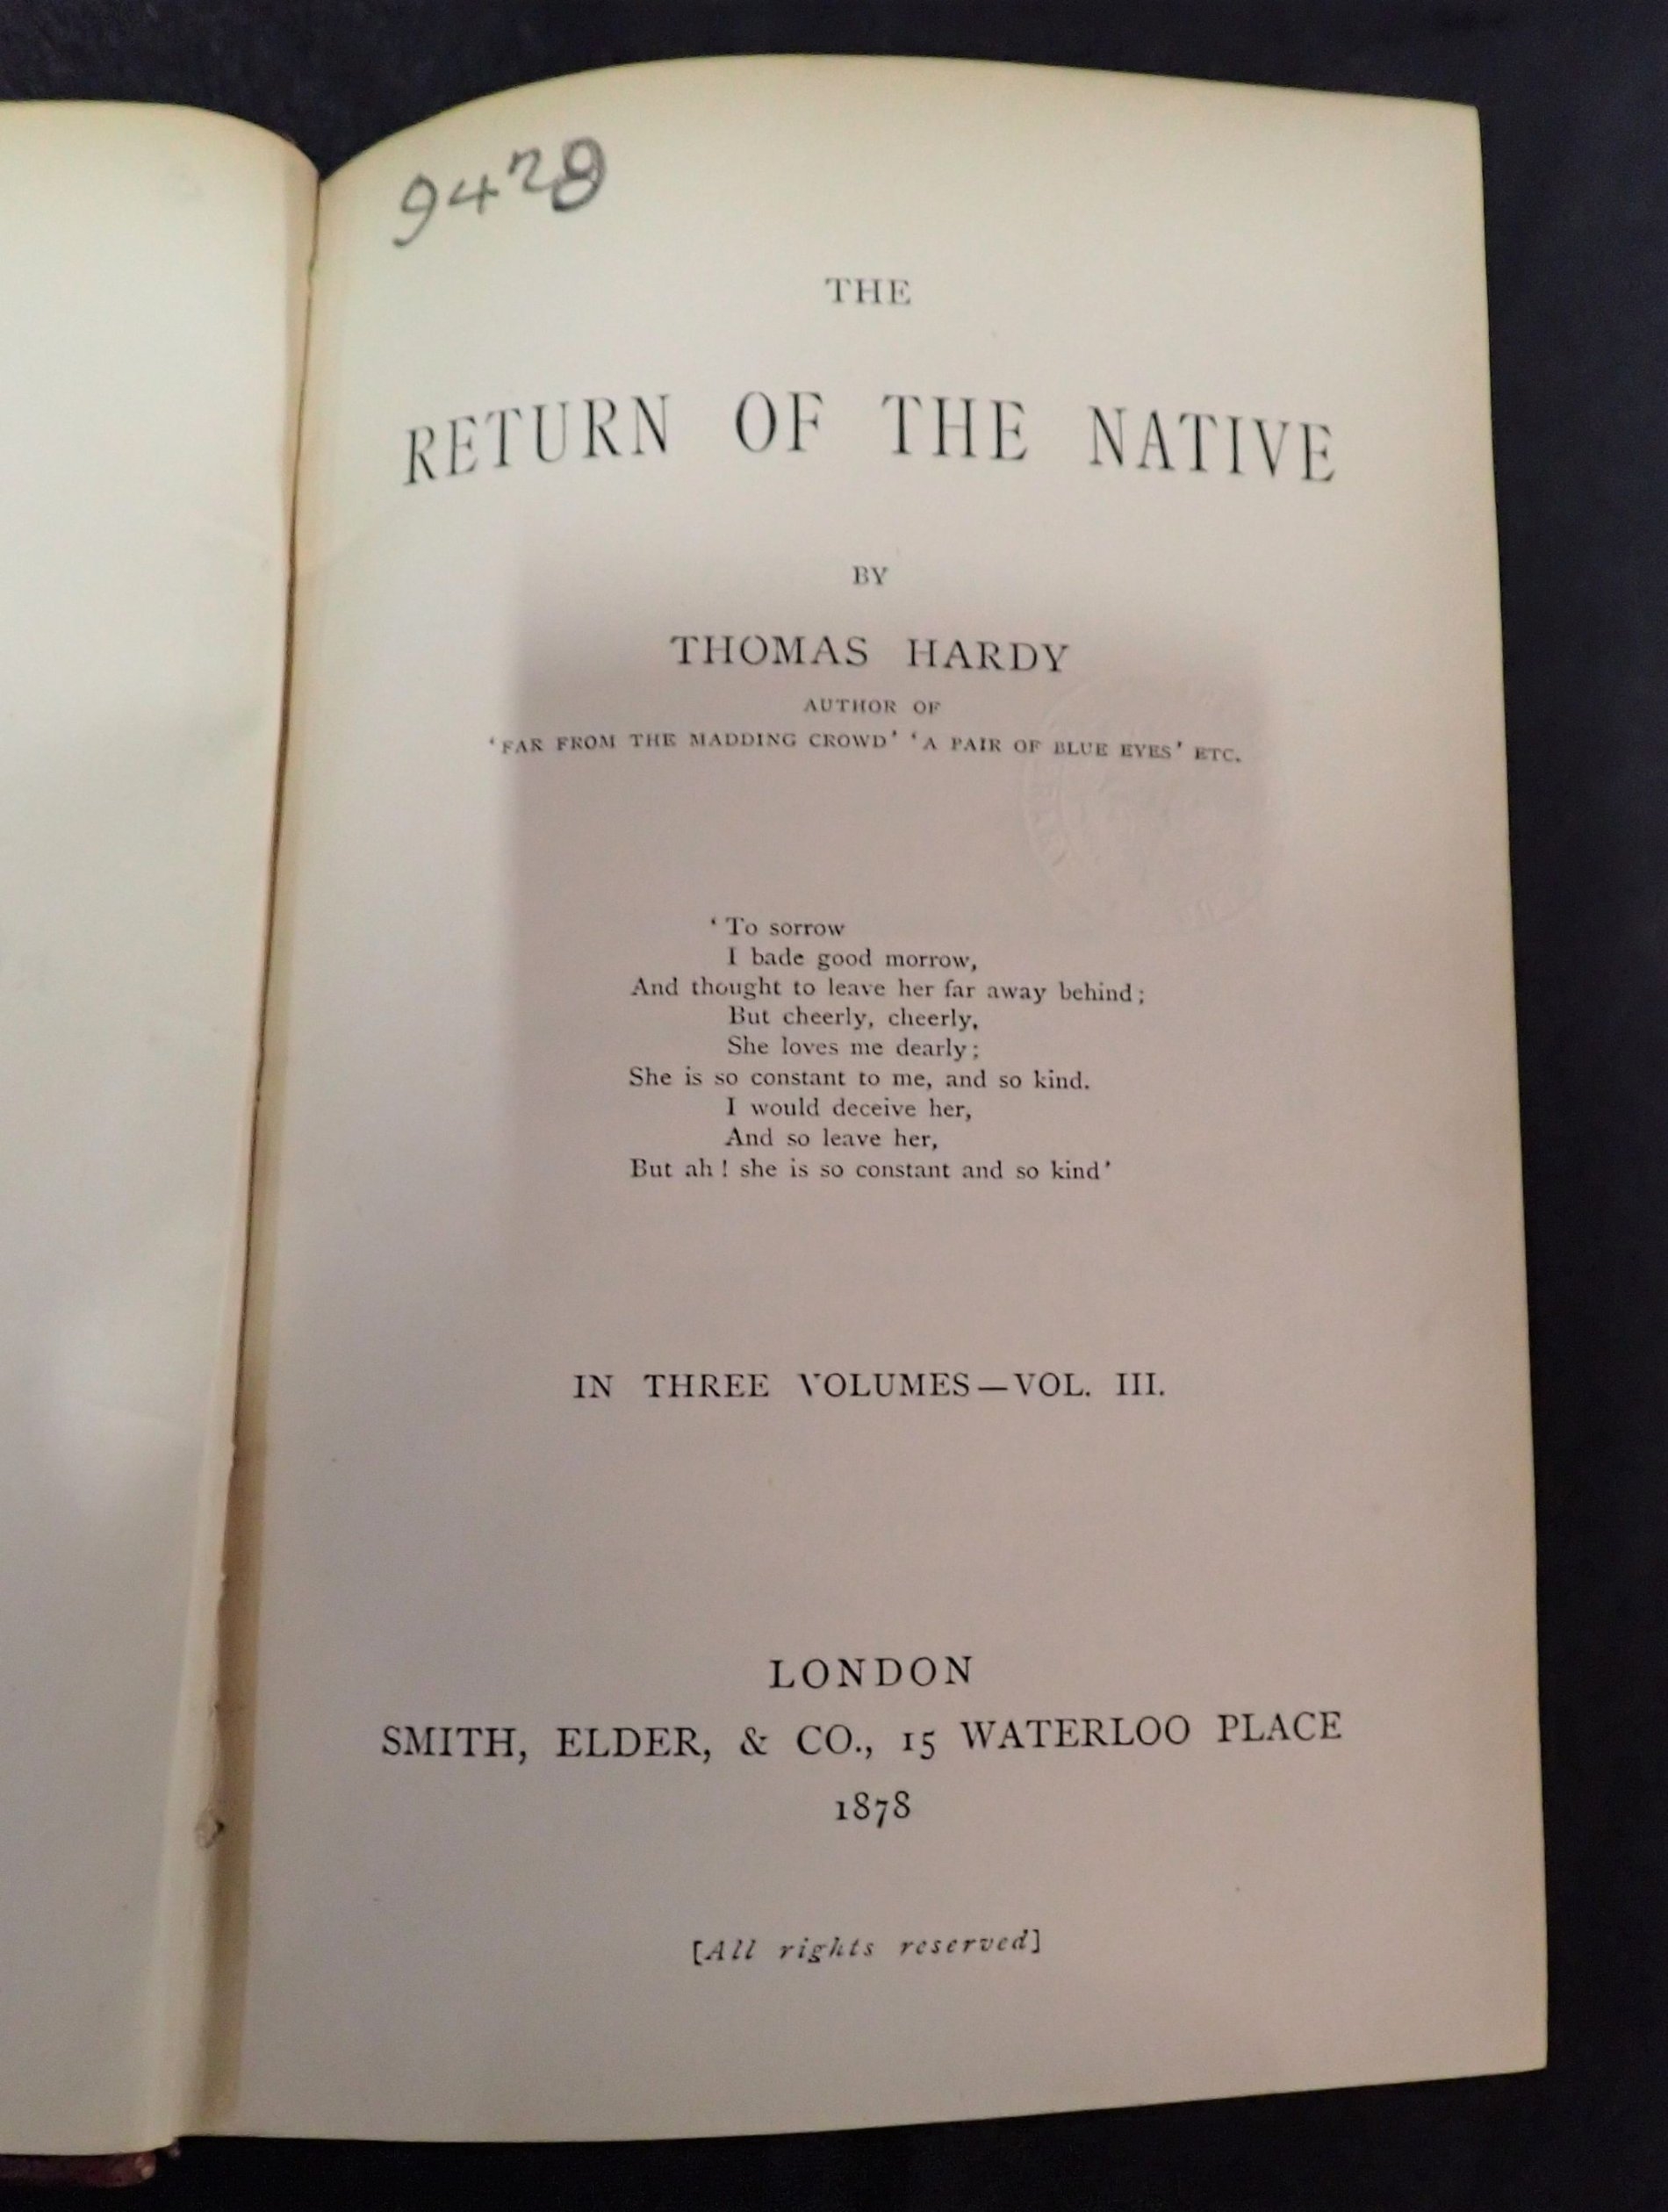 9428
THE
RETURN OF THE NATIVE
BY
THOMAS HARDY
AUTHOR OF
'FAR FROM THE MADDING CROWD' 'A PAIR OF BLUE EYES' ETC.
'To sorrow
I bade good morrow,
And thought to leave her far away behind;
But cheerly, cheerly,
She loves me dearly;
She is so constant to me, and so kind.
I would deceive her,
And so leave her,
But ah! she is so constant and so kind'
IN THREE VOLUMES—VOL. III.
LONDON
SMITH, ELDER, & CO., 15 WATERLOO PLACE
1878
[All rights reserved]